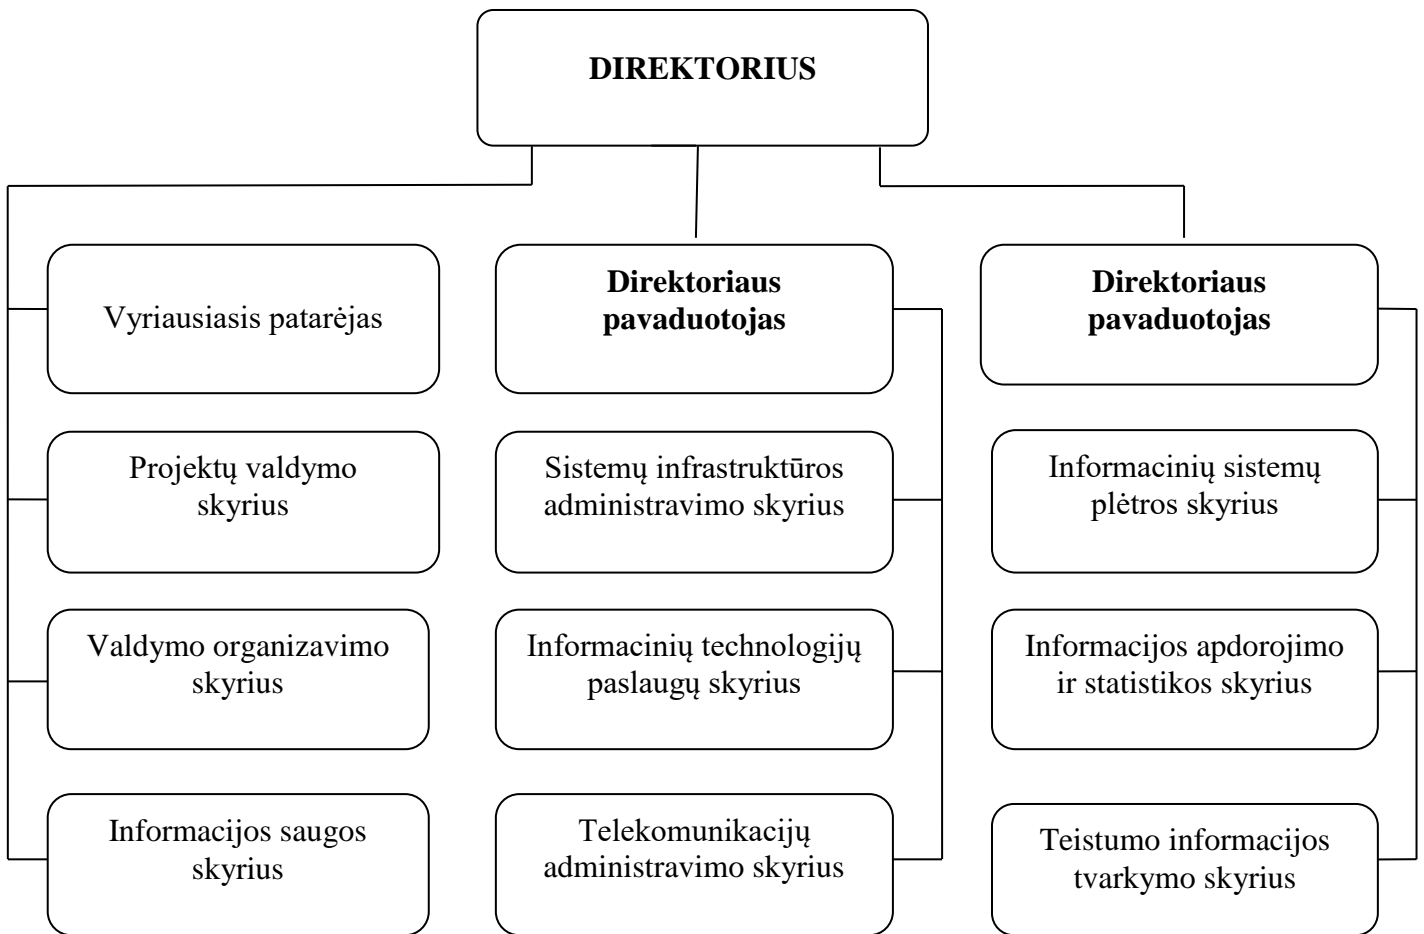 DIREKTORIUS
Vyriausiasis patarėjas
Direktoriaus
pavaduotojas
Direktoriaus
pavaduotojas
Projektų valdymo
skyrius
Sistemų infrastruktūros
administravimo skyrius
Informacinių sistemų
plėtros skyrius
Valdymo organizavimo
skyrius
Informacinių technologijų
paslaugų skyrius
Informacijos apdorojimo
ir statistikos skyrius
Informacijos saugos
skyrius
Telekomunikacijų
administravimo skyrius
Teistumo informacijos
tvarkymo skyrius